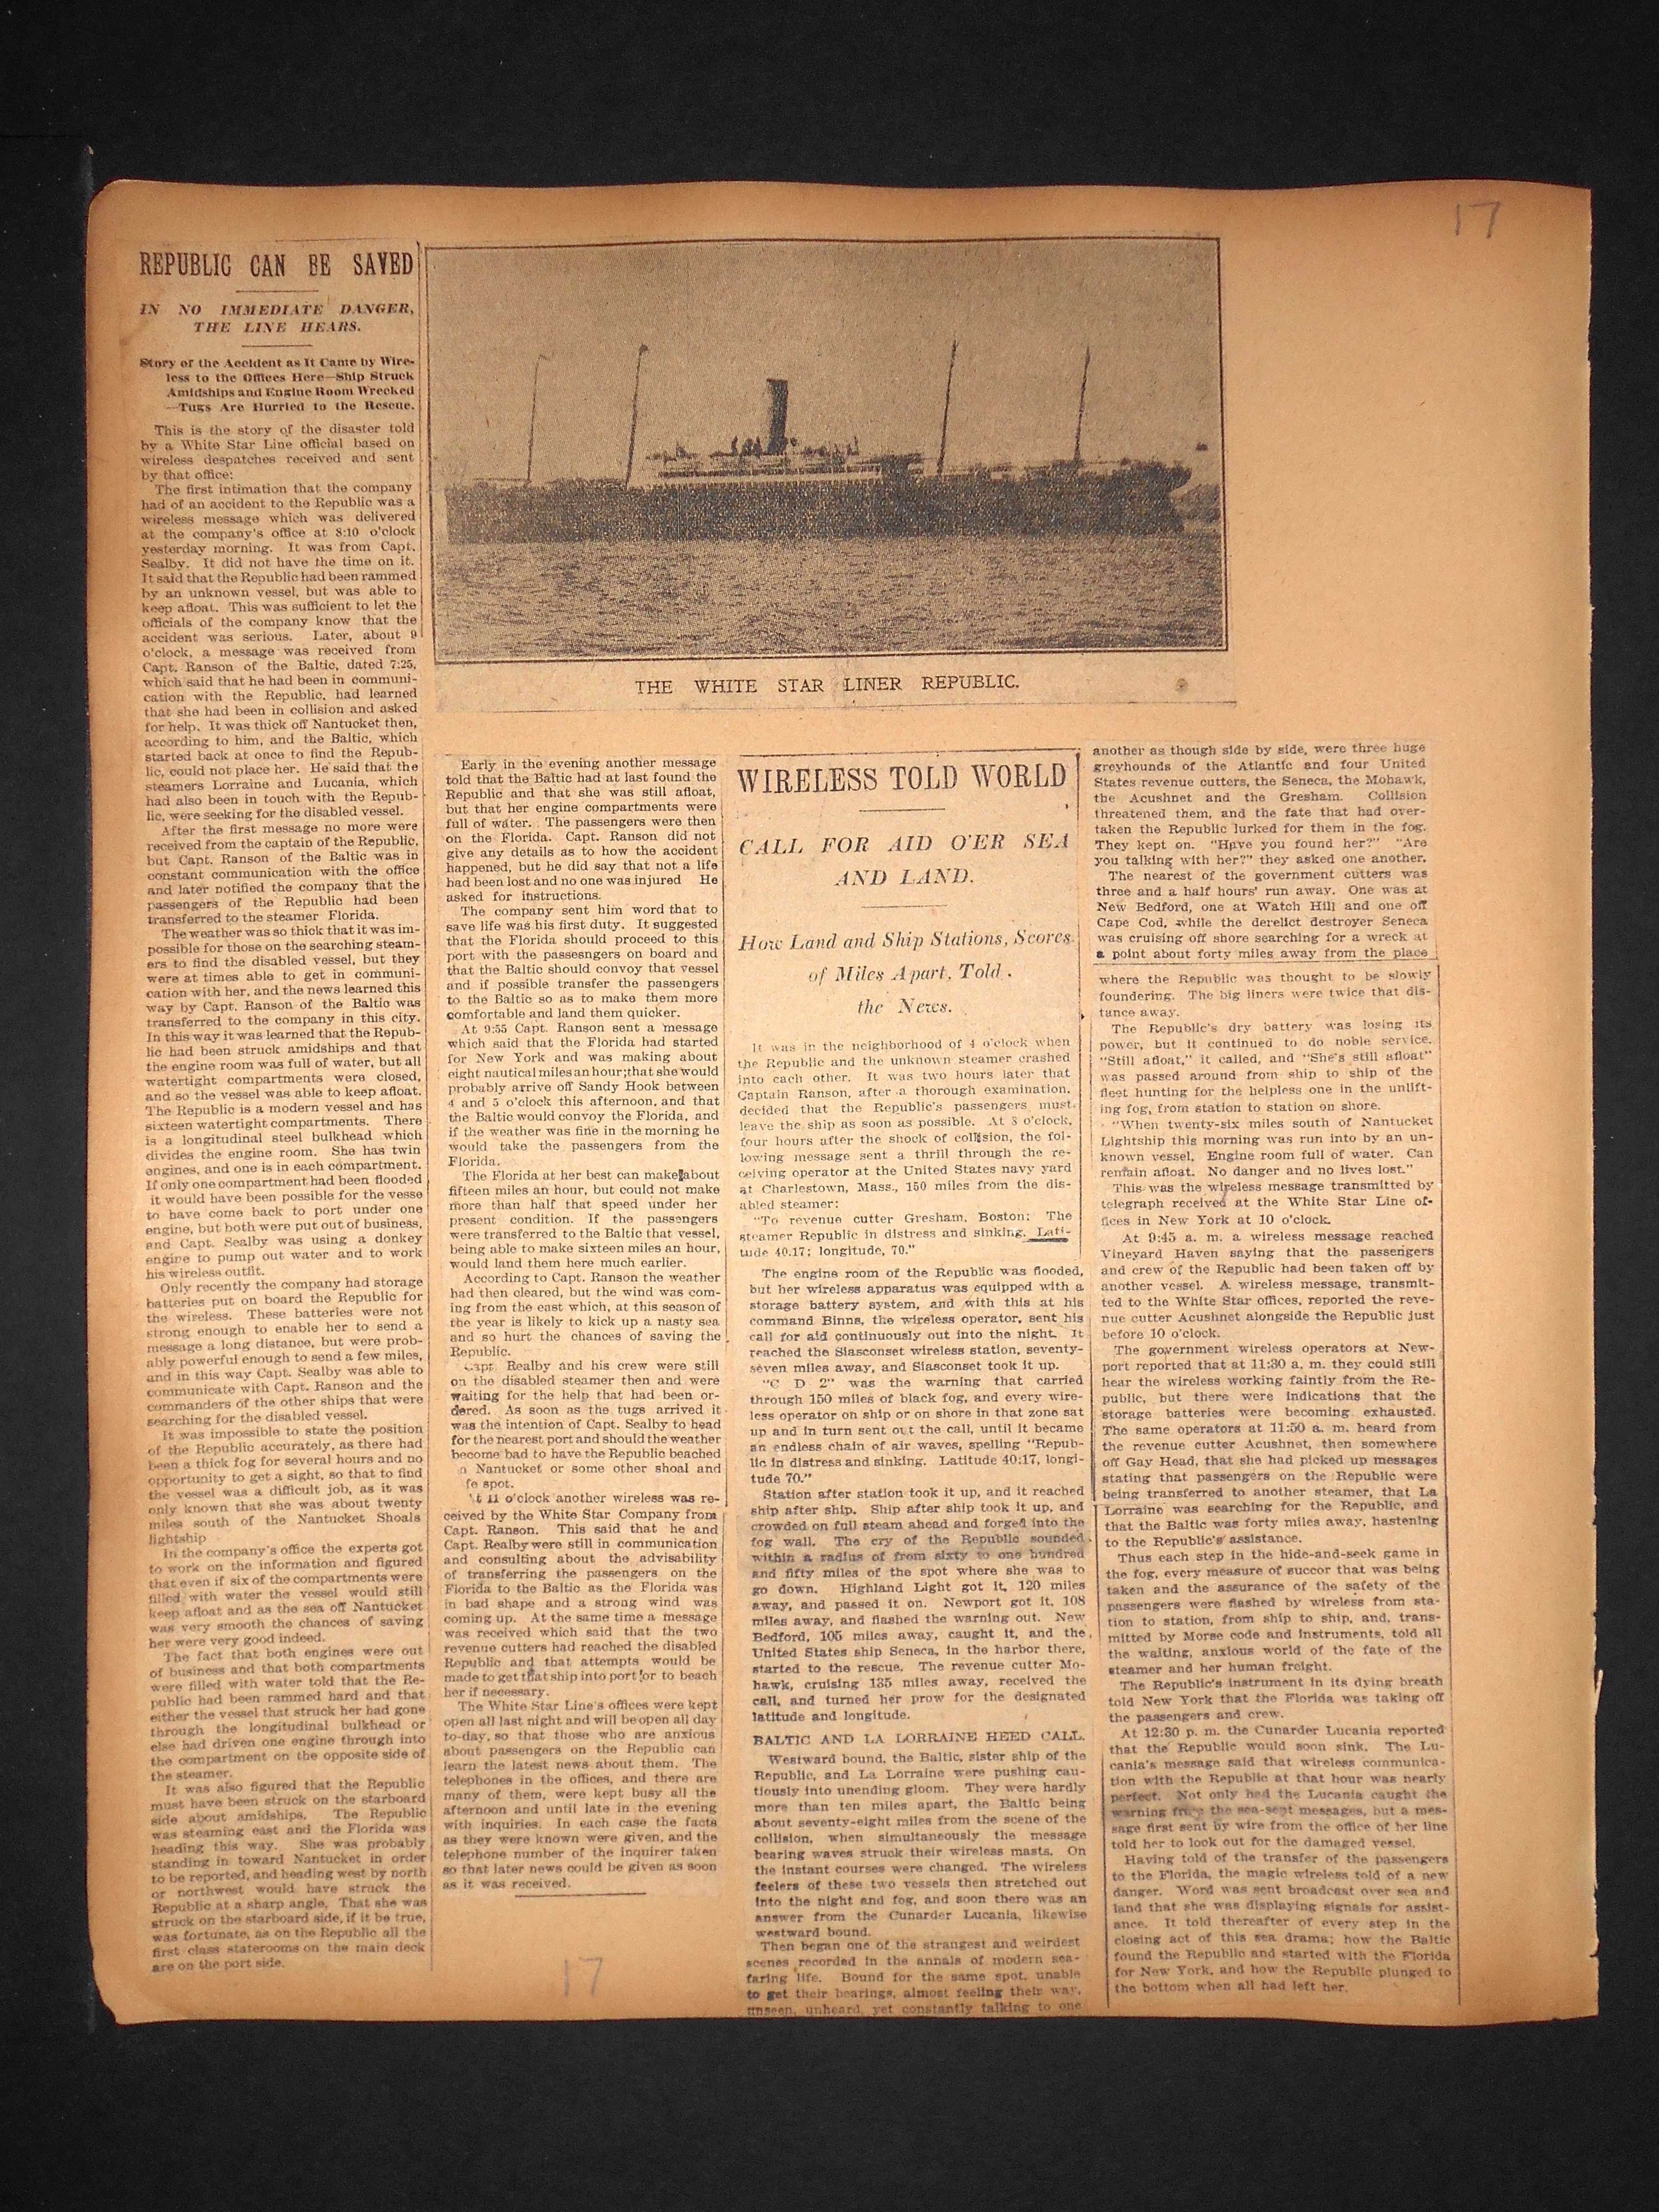 17
REPUBLIC CAN BE SAVED
IN NO IMMEDIATE DANGER,
THE LINE HEARS.
Story of the Accident as It Came by Wire-
less to the Offices Here—Ship Struck
Amidships and Engine Room Wrecked
—Tugs Are Hurried to the Rescue.
This is the story of the disaster told
by a White Star Line official based on
wireless despatches received and sent
by that office:
The first intimation that the company
had of an accident to the Republic was a
wireless message which was delivered
at the company's office at 8:10 o'clock
yesterday morning. It was from Capt.
Sealby. It did not have the time on it.
It said that the Republic had been rammed
by an unknown vessel, but was able to
keep afloat. This was sufficient to let the
officials of the company know that the
accident was serious. Later, about 9
o'clock, a message was received from
Capt. Ranson of the Baltic, dated 7:25,
which said that he had been in communi-
cation with the Republic, had learned
that she had been in collision and asked
for help. It was thick off Nantucket then,
according to him, and the Baltic, which
started back at once to find the Repub-
lic, could not place her. He said that the
steamers Lorraine and Lucania, which
had also been in touch with the Repub-
lic, were seeking for the disabled vessel.
After the first message no more were
received from the captain of the Republic,
but Capt. Ranson of the Baltic was in
constant communication with the office
and later notified the company that the
passengers of the Republic had been
transferred to the steamer Florida.
The weather was so thick that it was im-
possible for those on the searching steam-
ers to find the disabled vessel, but they
were at times able to get in communi-
cation with her, and the news learned this
way by Capt. Ranson of the Baltic was
transferred to the company in this city.
In this way it was learned that the Repub-
lic had been struck amidships and that
the engine room was full of water, but all
watertight compartments were closed,
and so the vessel was able to keep afloat.
The Republic is a modern vessel and has
sixteen watertight compartments. There
is a longitudinal steel bulkhead which
divides the engine room. She has twin
engines, and one is in each compartment.
If only one compartment had been flooded
it would have been possible for the vesse
to have come back to port under one
engine, but both were put out of business,
and Capt. Sealby was using a donkey
engine to pump out water and to work
his wireless outfit.
Only recently the company had storage
batteries put on board the Republic for
the wireless. These batteries were not
strong enough to enable her to send a
message a long distance, but were prob-
ably powerful enough to send a few miles,
and in this way Capt. Sealby was able to
communicate with Capt. Ranson and the
commanders of the other ships that were
searching for the disabled vessel.
It was impossible to state the position
of the Republic accurately, as there had
been a thick fog for several hours and no
opportunity to get a sight, so that to find
the vessel was a difficult job, as it was
only known that she was about twenty
miles south of the Nantucket Shoals
lightship
In the company's office the experts got
to work on the information and figured
that even if six of the compartments were
filled with water the vessel would still
keep afloat and as the sea off Nantucket
was very smooth the chances of saving
her were very good indeed.
The fact that both engines were out
of business and that both compartments
were filled with water told that the Re-
public had been rammed hard and that
either the vessel that struck her had gone
through the longitudinal bulkhead or
else had driven one engine through into
the compartment on the opposite side of
the steamer.
It was also figured that the Republic
must have been struck on the starboard
side about amidships. The Republic
was steaming east and the Florida was
heading this way. She was probably
standing in toward Nantucket in order
to be reported, and heading west by north
or northwest would have struck the
Republic at a sharp angle. That she was
struck on the starboard side, if it be true,
was fortunate, as on the Republic all the
first class staterooms on the main deck
are on the port side.
THE WHITE STAR LINER REPUBLIC.
Early in the evening another message
told that the Baltic had at last found the
Republic and that she was still afloat,
but that her engine compartments were
full of water. The passengers were then
on the Florida. Capt. Ranson did not
give any details as to how the accident
happened, but he did say that not a life
had been lost and no one was injured He
asked for instructions.
The company sent him word that to
save life was his first duty. It suggested
that the Florida should proceed to this
port with the passesngers on board and
that the Baltic should convoy that vessel
and if possible transfer the passengers
to the Baltic so as to make them more
comfortable and land them quicker.
At 9:55 Capt. Ranson sent a message
which said that the Florida had started
for New York and was making about
eight nautical miles an hour; that she would
probably arrive off Sandy Hook between
4 and 5 o'clock this afternoon, and that
the Baltic would convoy the Florida, and
if the weather was fine in the morning he
would take the passengers from the
Florida.
The Florida at her best can make about
fifteen miles an hour, but could not make
more than half that speed under her
present condition. If the passengers
were transferred to the Baltic that vessel,
being able to make sixteen miles an hour,
would land them here much earlier.
According to Capt. Ranson the weather
had then cleared, but the wind was com-
ing from the east which, at this season of
the year is likely to kick up a nasty sea
and so hurt the chances of saving the
Republic.
Capt. Realby and his crew were still
on the disabled steamer then and were
waiting for the help that had been or-
dered. As soon as the tugs arrived it
was the intention of Capt. Sealby to head
for the nearest port and should the weather
become bad to have the Republic beached
n Nantucket or some other shoal and
fe spot.
't 11 o'clock another wireless was re-
ceived by the White Star Company from
Capt. Ranson. This said that he and
Capt. Realby were still in communication
and consulting about the advisability
of transferring the passengers on the
Florida to the Baltic as the Florida was
in bad shape and a strong wind was
coming up. At the same time a message
was received which said that the two
revenue cutters had reached the disabled
Republic and that attempts would be
made to get that ship into port or to beach
her if necessary.
The White Star Line's offices were kept
open all last night and will be open all day
to-day, so that those who are anxious
about passengers on the Republic can
learn the latest news about them. The
telephones in the offices, and there are
many of them, were kept busy all the
afternoon and until late in the evening
with inquiries. In each case the facts
as they were known were given, and the
telephone number of the inquirer taken
so that later news could be given as soon
as it was received.
17
WIRELESS TOLD WORLD
CALL FOR AID O'ER SEA
AND LAND.
How Land and Ship Stations, Scores
of Miles Apart, Told
the News.
It was in the neighborhood of 4 o'clock when
the Republic and the unknown steamer crashed
into each other. It was two hours later that
Captain Ranson, after a thorough examination,
decided that the Republic's passengers must
leave the ship as soon as possible. At 8 o'clock,
four hours after the shock of collision, the fol-
lowing message sent a thrill through the re-
ceiving operator at the United States navy yard
at Charlestown, Mass., 150 miles from the dis-
abled steamer:
"To revenue cutter Gresham, Boston: The
steamer Republic in distress and sinking. Lati-
tude 40.17; longitude, 70."
The engine room of the Republic was flooded,
but her wireless apparatus was equipped with a
storage battery system, and with this at his
command Binns, the wireless operator, sent his
call for aid continuously out into the night. It
reached the Siasconset wireless station, seventy-
seven miles away, and Siasconset took it up.
"C D 2" was the warning that carried
through 150 miles of black fog, and every wire-
less operator on ship or on shore in that zone sat
up and in turn sent out the call, until it became
an endless chain of air waves, spelling "Repub-
lic in distress and sinking. Latitude 40:17, longi-
tude 70."
Station after station took it up, and it reached
ship after ship. Ship after ship took it up, and
crowded on full steam ahead and forged into the
fog wall. The cry of the Republic sounded
within a radius of from sixty to one hundred
and fifty miles of the spot where she was to
go down. Highland Light got it, 120 miles
away, and passed it on. Newport got it, 108
miles away, and flashed the warning out. New
Bedford, 105 miles away, caught it, and the
United States ship Seneca, in the harbor there,
started to the rescue. The revenue cutter Mo-
hawk, cruising 135 miles away, received the
call, and turned her prow for the designated
latitude and longitude.
BALTIC AND LA LORRAINE HEED CALL.
Westward bound, the Baltic, sister ship of the
Republic, and La Lorraine were pushing cau-
tiously into unending gloom. They were hardly
more than ten miles apart, the Baltic being
about seventy-eight miles from the scene of the
collision, when simultaneously the message
bearing waves struck their wireless masts. On
the instant courses were changed. The wireless
feelers of these two vessels then stretched out
into the night and fog, and soon there was an
answer from the Cunarder Lucania, likewise
westward bound.
Then began one of the strangest and weirdest
scenes recorded in the annals of modern sea-
faring life. Bound for the same spot, unable
to get their bearings, almost feeling their way,
unseen, unheard, yet constantly talking to one
another as though side by side, were three huge
greyhounds of the Atlantic and four United
States revenue cutters, the Seneca, the Mohawk,
the Acushnet and the Gresham. Collision
threatened them, and the fate that had over-
taken the Republic lurked for them in the fog.
They kept on. "Have you found her?" "Are
you talking with her?" they asked one another.
The nearest of the government cutters was
three and a half hours' run away. One was at
New Bedford, one at Watch Hill and one off
Cape Cod, while the derelict destroyer Seneca
was cruising off shore searching for a wreck at
a point about forty miles away from the place
where the Republic was thought to be slowly
foundering. The big liners were twice that dis-
tance away.
The Republic's dry battery was losing its
power, but it continued to do noble service.
"Still afloat," it called, and "She's still afloat"
was passed around from ship to ship of the
fleet hunting for the helpless one in the unlift-
ing fog, from station to station on shore.
"When twenty-six miles south of Nantucket
Lightship this morning was run into by an un-
known vessel. Engine room full of water. Can
remain afloat. No danger and no lives lost."
This was the wireless message transmitted by
telegraph received at the White Star Line of-
fices in New York at 10 o'clock.
At 9:45 a. m. a wireless message reached
Vineyard Haven saying that the passengers
and crew of the Republic had been taken off by
another vessel. A wireless message, transmit-
ted to the White Star offices, reported the reve-
nue cutter Acushnet alongside the Republic just
before 10 o'clock.
The government wireless operators at New-
port reported that at 11:30 a. m. they could still
hear the wireless working faintly from the Re-
public, but there were indications that the
storage batteries were becoming exhausted.
The same operators at 11:50 a. m. heard from
the revenue cutter Acushnet, then somewhere
off Gay Head, that she had picked up messages
stating that passengers on the Republic were
being transferred to another steamer, that La
Lorraine was searching for the Republic, and
that the Baltic was forty miles away, hastening
to the Republic's assistance.
Thus each step in the hide-and-seek game in
the fog, every measure of succor that was being
taken and the assurance of the safety of the
passengers were flashed by wireless from sta-
tion to station, from ship to ship, and, trans-
mitted by Morse code and instruments, told all
the waiting, anxious world of the fate of the
steamer and her human freight.
The Republic's instrument in its dying breath
told New York that the Florida was taking off
the passengers and crew.
At 12:30 p. m. the Cunarder Lucania reported
that the Republic would soon sink. The Lu-
cania's message said that wireless communica-
tion with the Republic at that hour was nearly
perfect. Not only had the Lucania caught the
warning from the sea-sent messages, but a mes-
sage first sent by wire from the office of her line
told her to look out for the damaged vessel.
Having told of the transfer of the passengers
to the Florida, the magic wireless told of a new
danger. Word was sent broadcast over sea and
land that she was displaying signals for assist-
ance. It told thereafter of every step in the
closing act of this sea drama; how the Baltic
found the Republic and started with the Florida
for New York, and how the Republic plunged to
the bottom when all had left her.